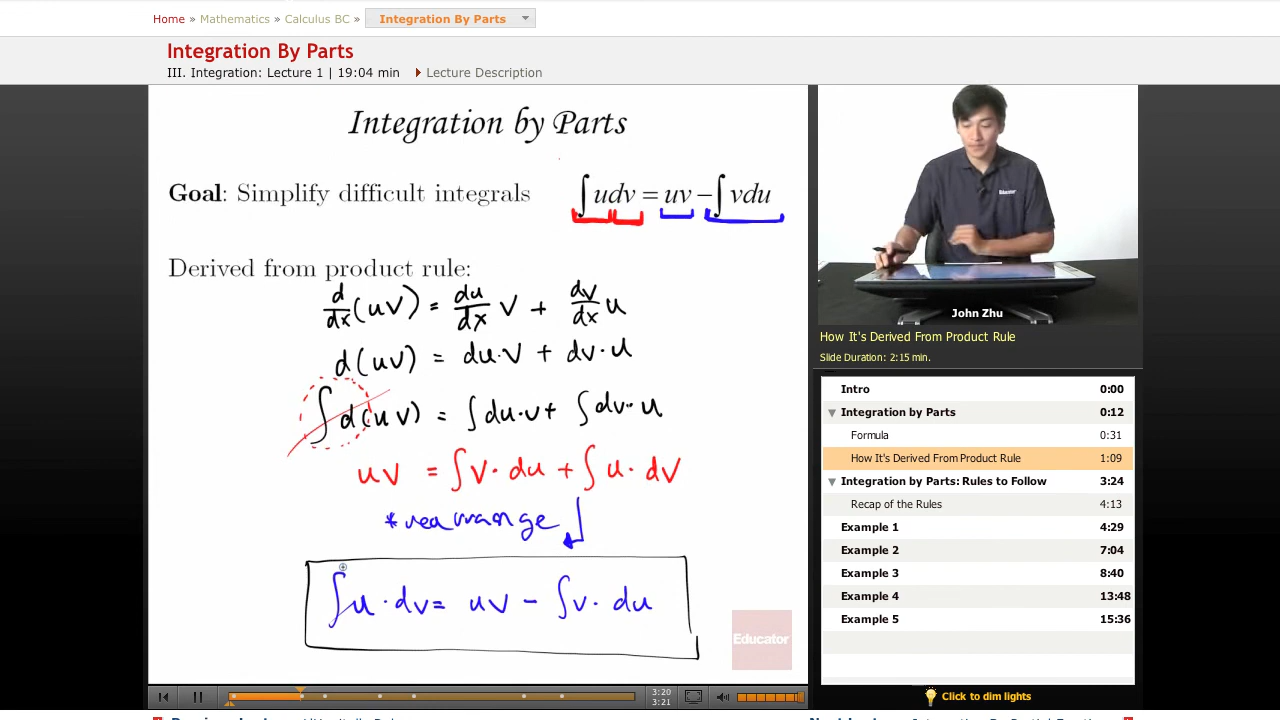 Home » Mathematics » Calculus BC » Integration By Parts
Integration By Parts
III. Integration: Lecture 1 | 19:04 min Lecture Description
Integration by Parts
Goal: Simplify difficult integrals ∫udv = uv − ∫vdu
Derived from product rule:
d/dx (uv) = du/dx v + dv/dx u
d(uv) = du·v + dv·u
∫d(uv) = ∫du·v + ∫dv·u
uv = ∫v·du + ∫u·dv
*rearrange
∫u·dv = uv − ∫v·du
Educator
Educator
John Zhu
How It's Derived From Product Rule
Slide Duration: 2:15 min.
Intro 0:00
Integration by Parts 0:12
Formula 0:31
How It's Derived From Product Rule 1:09
Integration by Parts: Rules to Follow 3:24
Recap of the Rules 4:13
Example 1 4:29
Example 2 7:04
Example 3 8:40
Example 4 13:48
Example 5 15:36
3:20
3:21
Click to dim lights